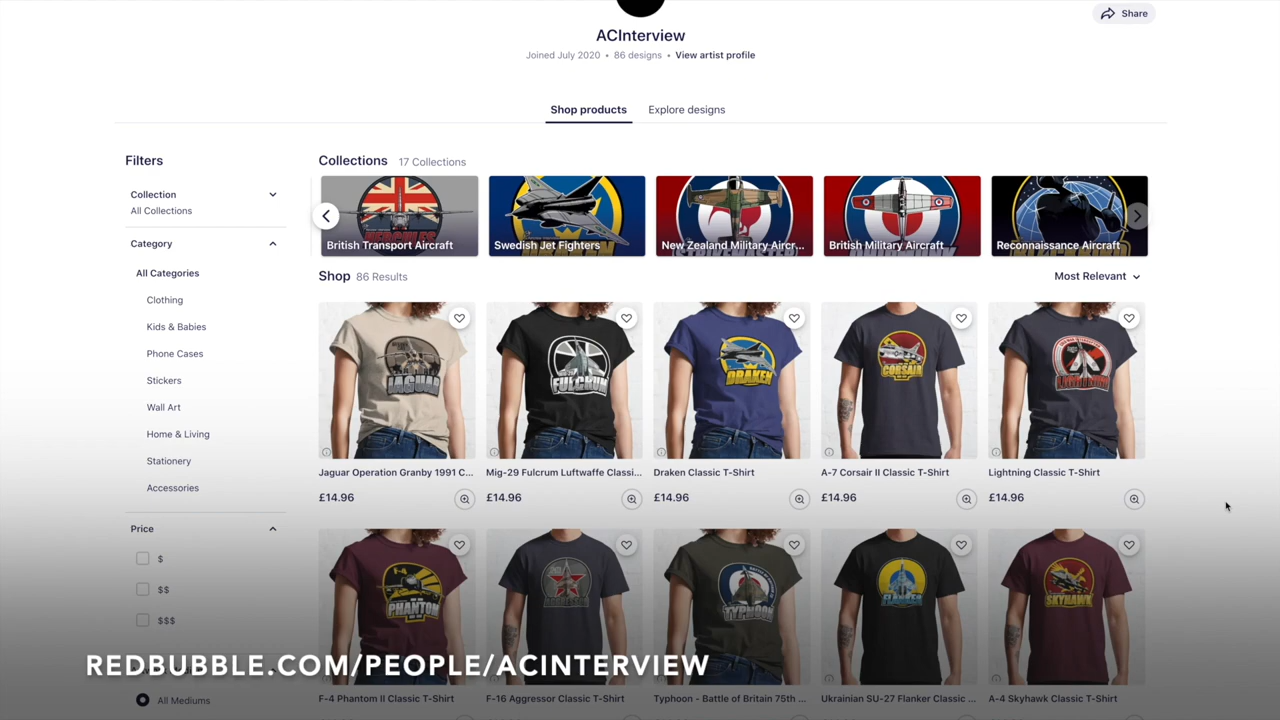 Share
ACInterview
Joined July 2020 • 86 designs • View artist profile
Shop products
Explore designs
Filters
Collection
All Collections
Category
All Categories
Clothing
Kids & Babies
Phone Cases
Stickers
Wall Art
Home & Living
Stationery
Accessories
Price
$
$$
$$$
All Mediums
Collections 17 Collections
British Transport Aircraft
Swedish Jet Fighters
New Zealand Military Aircr...
British Military Aircraft
Reconnaissance Aircraft
Shop 86 Results
Most Relevant
JAGUAR
FULCRUM
DRAKEN
CORSAIR
Jaguar Operation Granby 1991 C...
Mig-29 Fulcrum Luftwaffe Classi...
Draken Classic T-Shirt
A-7 Corsair II Classic T-Shirt
Lightning Classic T-Shirt
£14.96
£14.96
£14.96
£14.96
£14.96
PHANTOM
AGGRESSOR
TYPHOON
FLANKER
SKYHAWK
F-4 Phantom II Classic T-Shirt
F-16 Aggressor Classic T-Shirt
Typhoon - Battle of Britain 75th ...
Ukrainian SU-27 Flanker Classic ...
A-4 Skyhawk Classic T-Shirt
REDBUBBLE.COM/PEOPLE/ACINTERVIEW